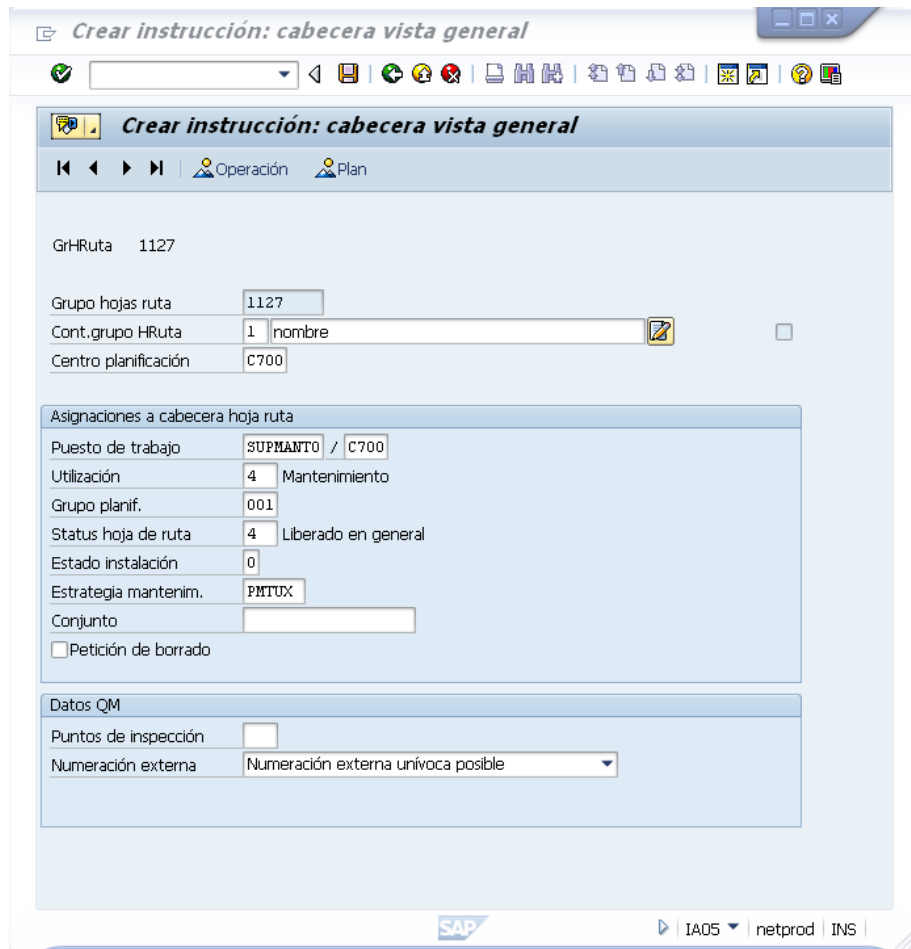 Crear instrucción: cabecera vista general
Crear instrucción: cabecera vista general
Operación Plan
GrHRuta 1127
Grupo hojas ruta 1127
Cont.grupo HRuta 1 nombre
Centro planificación C700
Asignaciones a cabecera hoja ruta
Puesto de trabajo SUPMANTO / C700
Utilización 4 Mantenimiento
Grupo planif. 001
Status hoja de ruta 4 Liberado en general
Estado instalación 0
Estrategia mantenim. PMTUX
Conjunto
Petición de borrado
Datos QM
Puntos de inspección
Numeración externa Numeración externa unívoca posible
SAP IA05 netprod INS